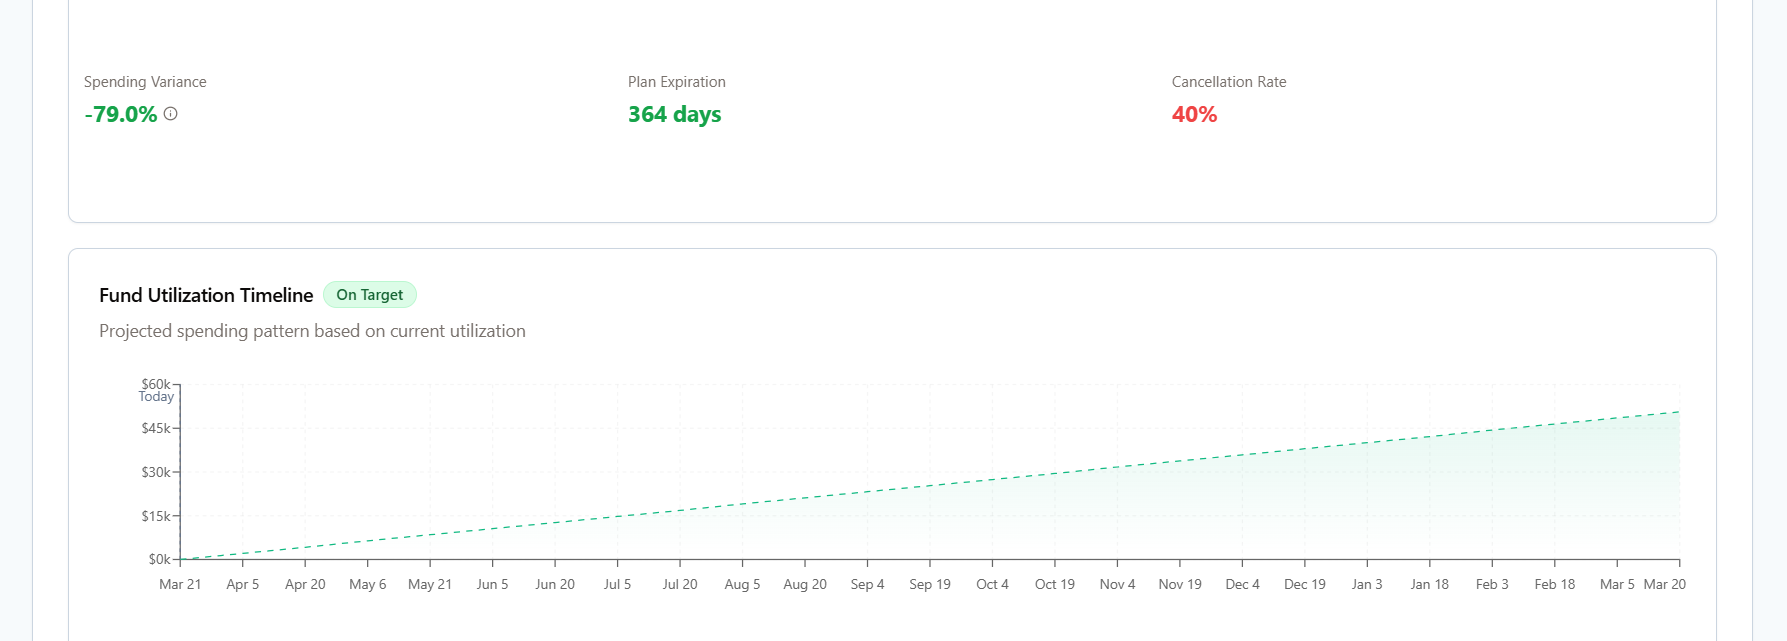 Spending Variance
-79.0%
Plan Expiration
364 days
Cancellation Rate
40%
Fund Utilization Timeline
On Target
Projected spending pattern based on current utilization
$60k
Today
$45k
$30k
$15k
$0k
Mar 21 Apr 5 Apr 20 May 6 May 21 Jun 5 Jun 20 Jul 5 Jul 20 Aug 5 Aug 20 Sep 4 Sep 19 Oct 4 Oct 19 Nov 4 Nov 19 Dec 4 Dec 19 Jan 3 Jan 18 Feb 3 Feb 18 Mar 5 Mar 20